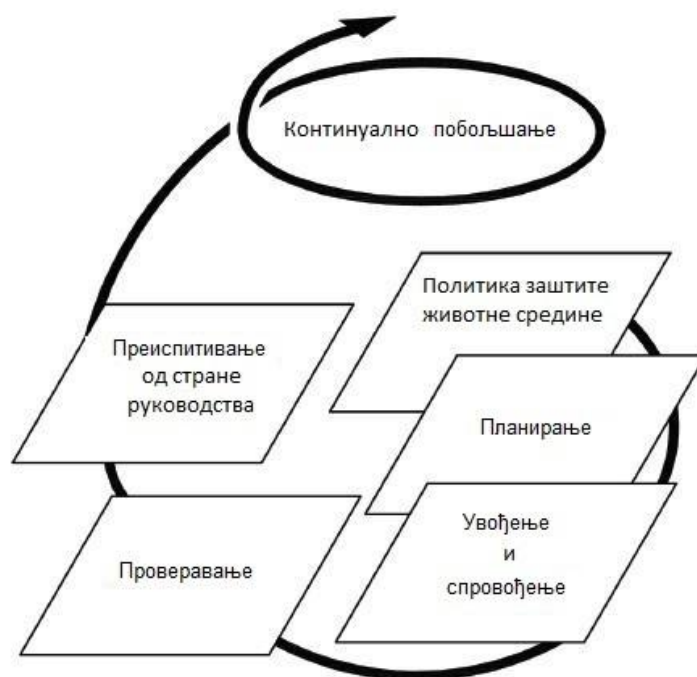 Континуално побољшање
Политика заштите
животне средине
Планирање
Увођење
и
спровођење
Проверавање
Преиспитивање
од стране
руководства